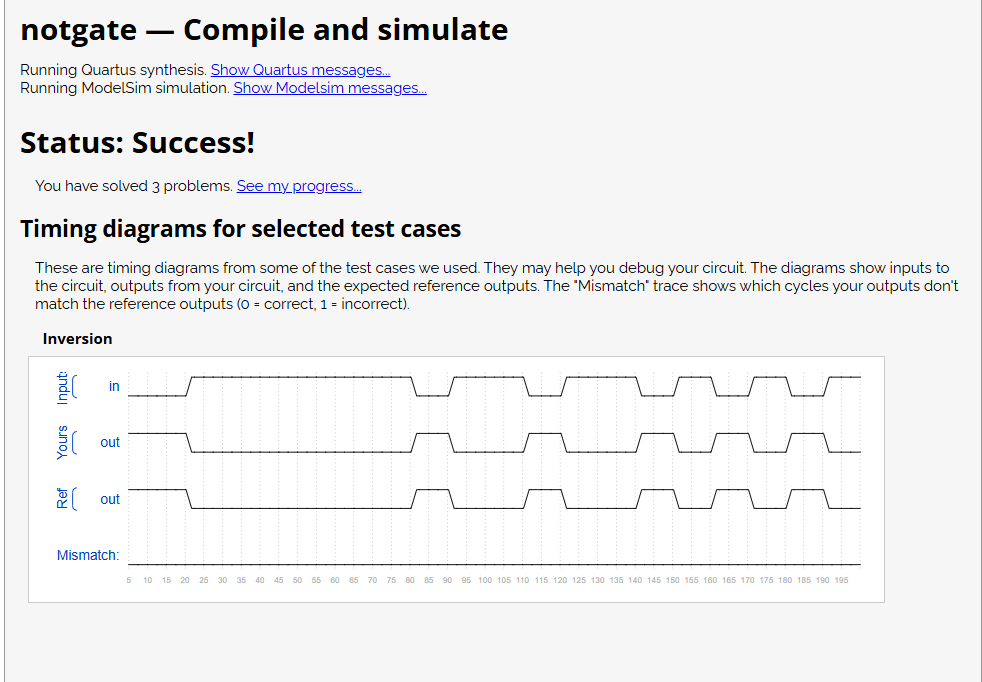 notgate — Compile and simulate
Running Quartus synthesis. Show Quartus messages...
Running ModelSim simulation. Show Modelsim messages...
Status: Success!
You have solved 3 problems. See my progress...
Timing diagrams for selected test cases
These are timing diagrams from some of the test cases we used. They may help you debug your circuit. The diagrams show inputs to
the circuit, outputs from your circuit, and the expected reference outputs. The "Mismatch" trace shows which cycles your outputs don't
match the reference outputs (0 = correct, 1 = incorrect).
Inversion
Inputs in
Yours out
Ref out
Mismatch:
5 10 15 20 25 30 35 40 45 50 55 60 65 70 75 80 85 90 95 100 105 110 115 120 125 130 135 140 145 150 155 160 165 170 175 180 185 190 195